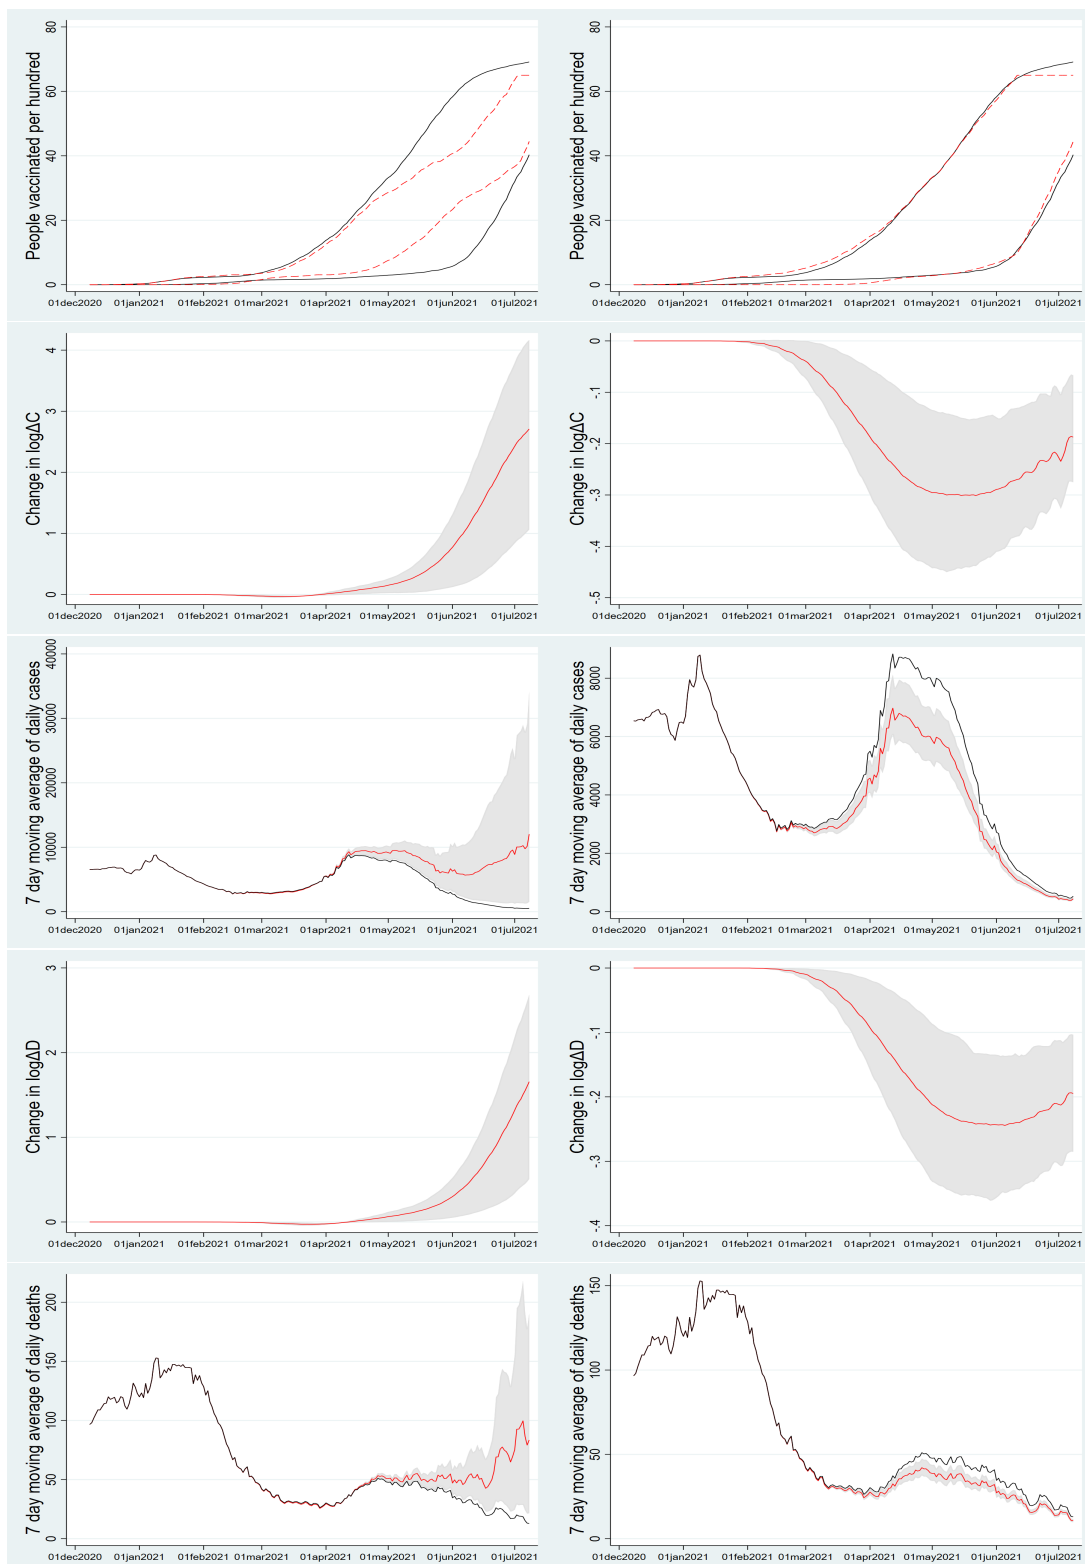 People vaccinated per hundred
80
60
40
20
0
01dec2020 01jan2021 01feb2021 01mar2021 01apr2021 01may2021 01jun2021 01jul2021
People vaccinated per hundred
80
60
40
20
0
01dec2020 01jan2021 01feb2021 01mar2021 01apr2021 01may2021 01jun2021 01jul2021
Change in logΔC
4
3
2
1
0
01dec2020 01jan2021 01feb2021 01mar2021 01apr2021 01may2021 01jun2021 01jul2021
Change in logΔC
0
-.1
-.2
-.3
-.4
-.5
01dec2020 01jan2021 01feb2021 01mar2021 01apr2021 01may2021 01jun2021 01jul2021
7 day moving average of daily cases
40000
30000
20000
10000
0
01dec2020 01jan2021 01feb2021 01mar2021 01apr2021 01may2021 01jun2021 01jul2021
7 day moving average of daily cases
8000
6000
4000
2000
0
01dec2020 01jan2021 01feb2021 01mar2021 01apr2021 01may2021 01jun2021 01jul2021
Change in logΔD
3
2
1
0
01dec2020 01jan2021 01feb2021 01mar2021 01apr2021 01may2021 01jun2021 01jul2021
Change in logΔD
0
-.1
-.2
-.3
-.4
01dec2020 01jan2021 01feb2021 01mar2021 01apr2021 01may2021 01jun2021 01jul2021
7 day moving average of daily deaths
200
150
100
50
0
01dec2020 01jan2021 01feb2021 01mar2021 01apr2021 01may2021 01jun2021 01jul2021
7 day moving average of daily deaths
150
100
50
0
01dec2020 01jan2021 01feb2021 01mar2021 01apr2021 01may2021 01jun2021 01jul2021